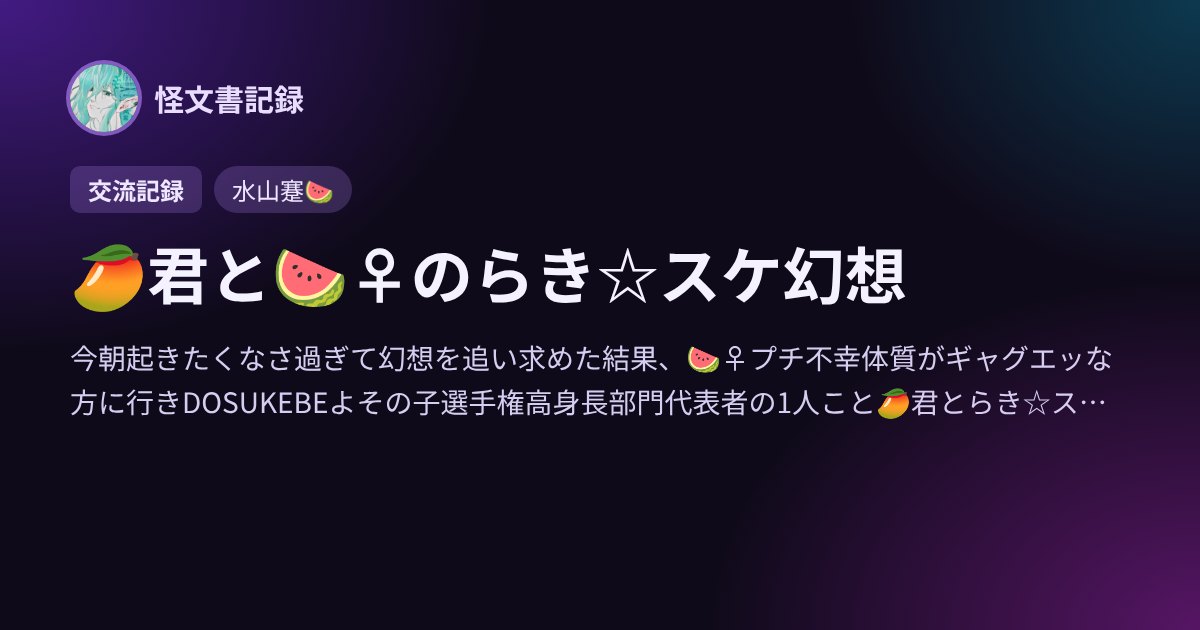 怪文書記録
交流記録
水山蹇🍉
🥭君と🍉♀のらき☆スケ幻想
今朝起きたくなさ過ぎて幻想を追い求めた結果、🍉♀プチ不幸体質がギャグエッな
方に行きDOSUKEBEよその子選手権高身長部門代表者の1人こと🥭君とらき☆ス…